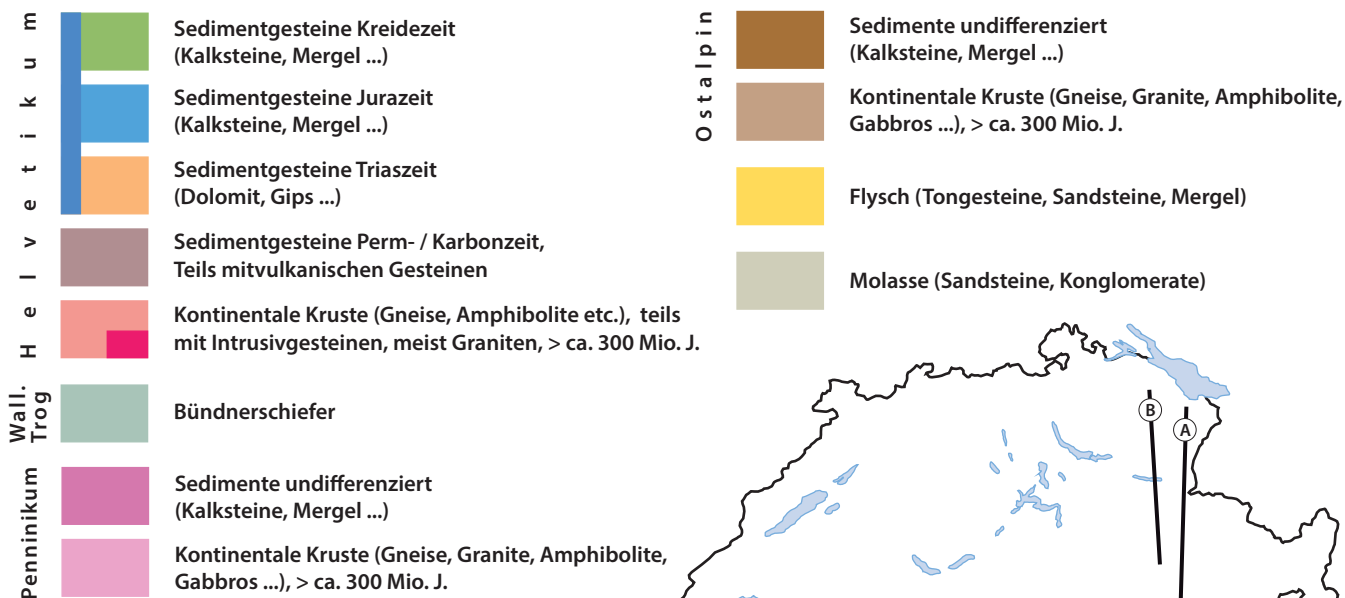 Helvetikum
Sedimentgesteine Kreidezeit
(Kalksteine, Mergel ...)
Sedimentgesteine Jurazeit
(Kalksteine, Mergel ...)
Sedimentgesteine Triaszeit
(Dolomit, Gips ...)
Sedimentgesteine Perm- / Karbonzeit,
Teils mitvulkanischen Gesteinen
Kontinentale Kruste (Gneise, Amphibolite etc.), teils
mit Intrusivgesteinen, meist Graniten, > ca. 300 Mio. J.
Wall.
Trog
Bündnerschiefer
Penninikum
Sedimente undifferenziert
(Kalksteine, Mergel ...)
Kontinentale Kruste (Gneise, Granite, Amphibolite,
Gabbros ...), > ca. 300 Mio. J.
Ostalpin
Sedimente undifferenziert
(Kalksteine, Mergel ...)
Kontinentale Kruste (Gneise, Granite, Amphibolite,
Gabbros ...), > ca. 300 Mio. J.
Flysch (Tongesteine, Sandsteine, Mergel)
Molasse (Sandsteine, Konglomerate)
B
A